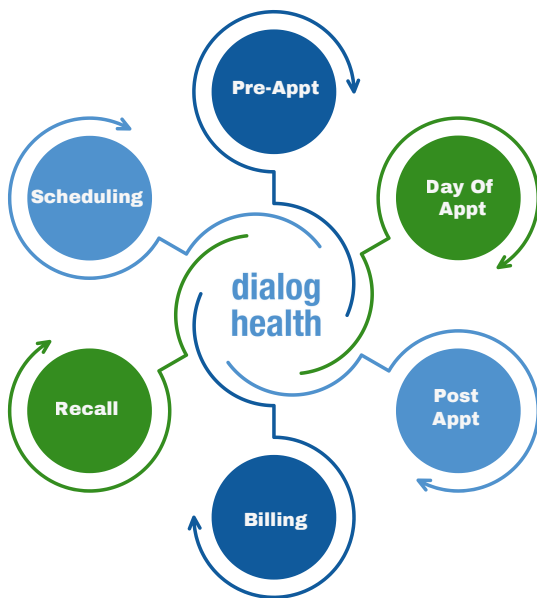 Pre-Appt
Day Of
Appt
Scheduling
dialog
health
Recall
Post
Appt
Billing